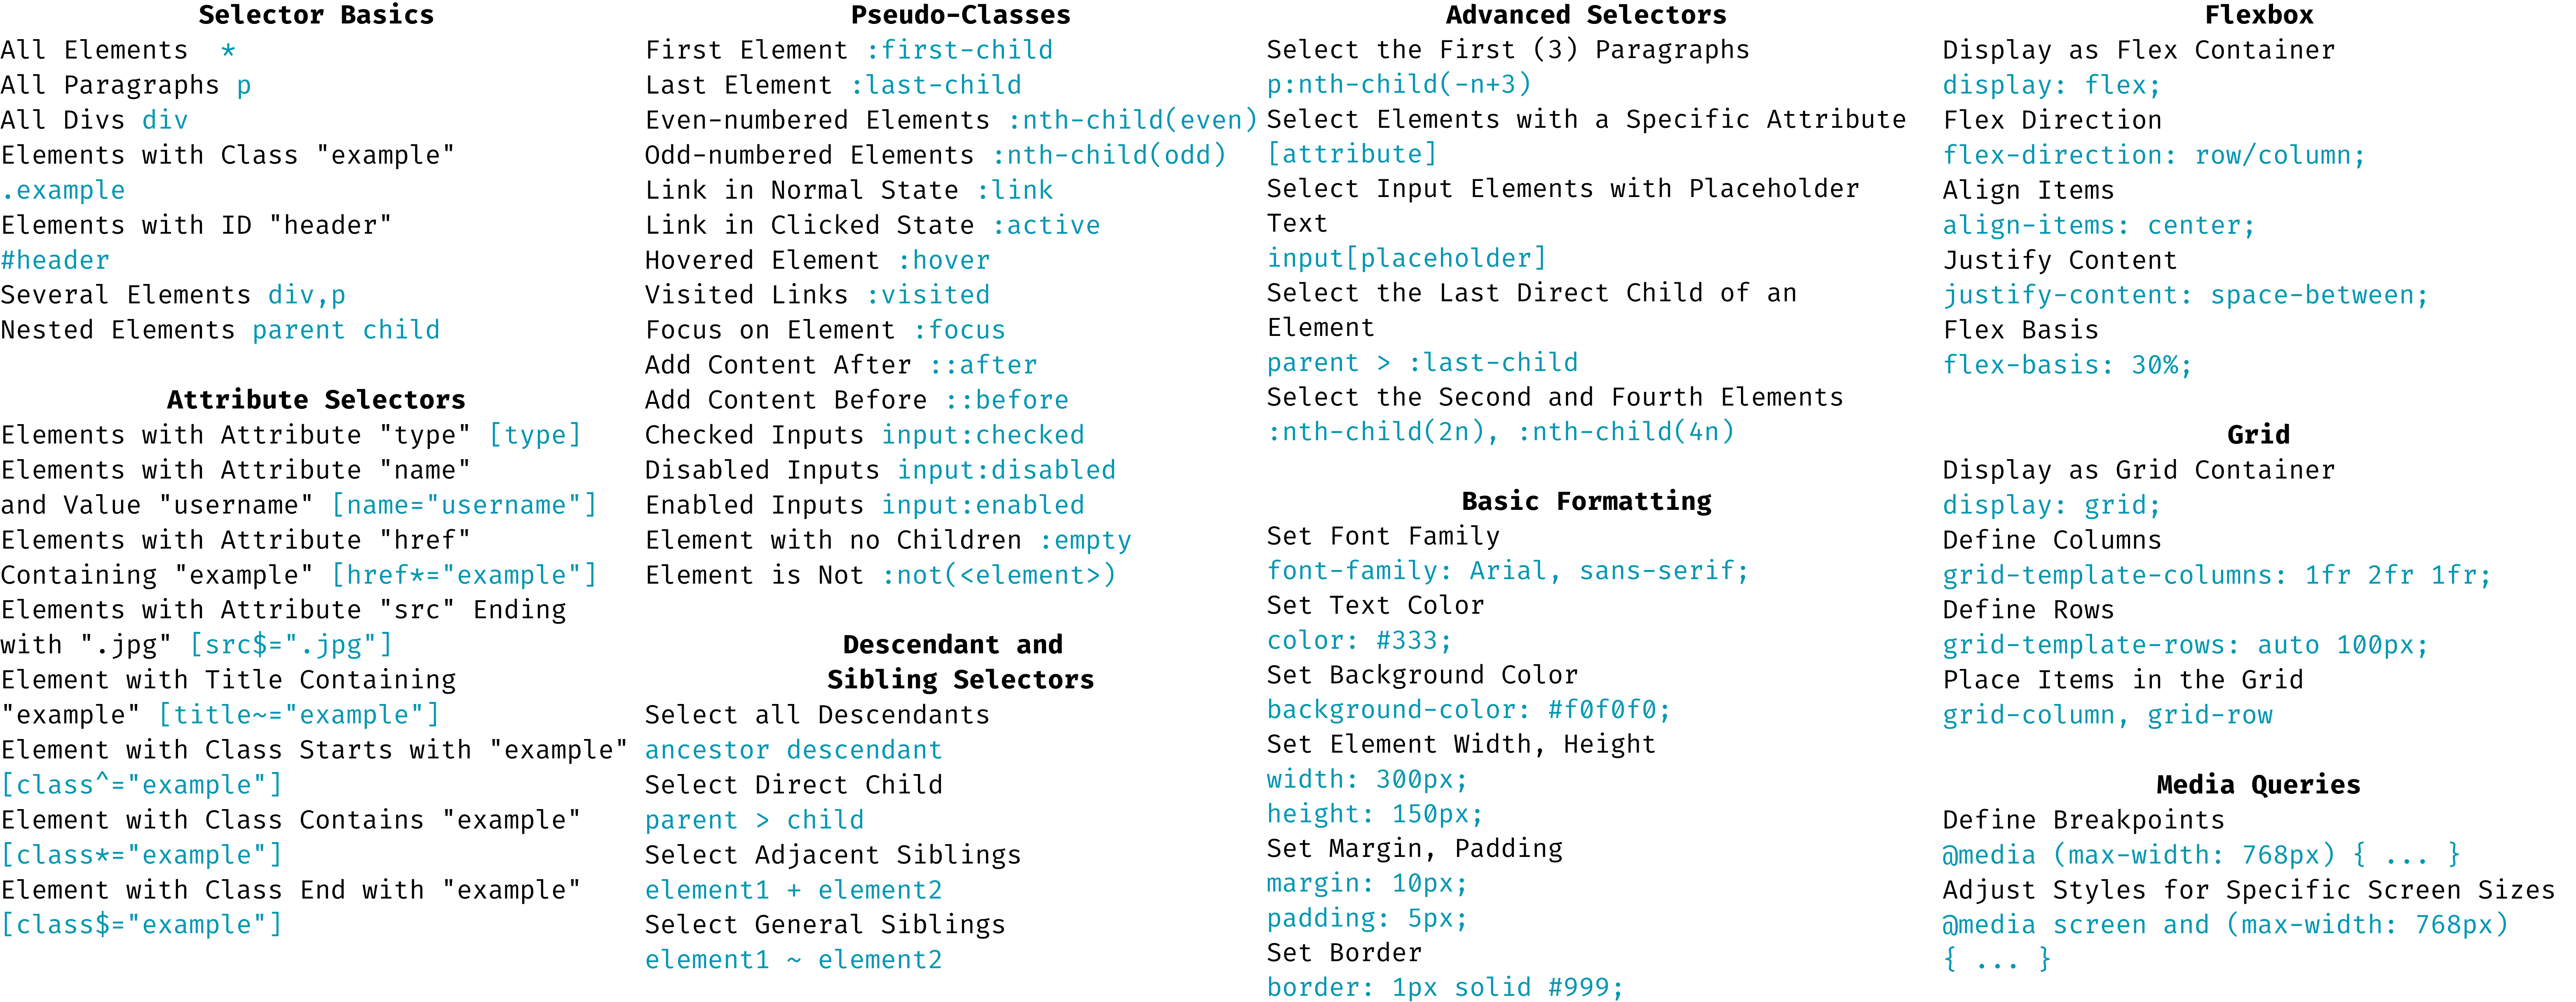 Selector Basics
All Elements  *
All Paragraphs p
All Divs div
Elements with Class "example"
.example
Elements with ID "header"
#header
Several Elements div,p
Nested Elements parent child
Attribute Selectors
Elements with Attribute "type" [type]
Elements with Attribute "name"
and Value "username" [name="username"]
Elements with Attribute "href"
Containing "example" [href*="example"]
Elements with Attribute "src" Ending
with ".jpg" [src$=".jpg"]
Element with Title Containing
"example" [title~="example"]
Element with Class Starts with "example"
[class^="example"]
Element with Class Contains "example"
[class*="example"]
Element with Class End with "example"
[class$="example"]
Pseudo-Classes
First Element :first-child
Last Element :last-child
Even-numbered Elements :nth-child(even)
Odd-numbered Elements :nth-child(odd)
Link in Normal State :link
Link in Clicked State :active
Hovered Element :hover
Visited Links :visited
Focus on Element :focus
Add Content After ::after
Add Content Before ::before
Checked Inputs input:checked
Disabled Inputs input:disabled
Enabled Inputs input:enabled
Element with no Children :empty
Element is Not :not(<element>)
Descendant and
Sibling Selectors
Select all Descendants
ancestor descendant
Select Direct Child
parent > child
Select Adjacent Siblings
element1 + element2
Select General Siblings
element1 ~ element2
Advanced Selectors
Select the First (3) Paragraphs
p:nth-child(-n+3)
Select Elements with a Specific Attribute
[attribute]
Select Input Elements with Placeholder
Text
input[placeholder]
Select the Last Direct Child of an
Element
parent > :last-child
Select the Second and Fourth Elements
:nth-child(2n), :nth-child(4n)
Basic Formatting
Set Font Family
font-family: Arial, sans-serif;
Set Text Color
color: #333;
Set Background Color
background-color: #f0f0f0;
Set Element Width, Height
width: 300px;
height: 150px;
Set Margin, Padding
margin: 10px;
padding: 5px;
Set Border
border: 1px solid #999;
Flexbox
Display as Flex Container
display: flex;
Flex Direction
flex-direction: row/column;
Align Items
align-items: center;
Justify Content
justify-content: space-between;
Flex Basis
flex-basis: 30%;
Grid
Display as Grid Container
display: grid;
Define Columns
grid-template-columns: 1fr 2fr 1fr;
Define Rows
grid-template-rows: auto 100px;
Place Items in the Grid
grid-column, grid-row
Media Queries
Define Breakpoints
@media (max-width: 768px) { ... }
Adjust Styles for Specific Screen Sizes
@media screen and (max-width: 768px)
{ ... }